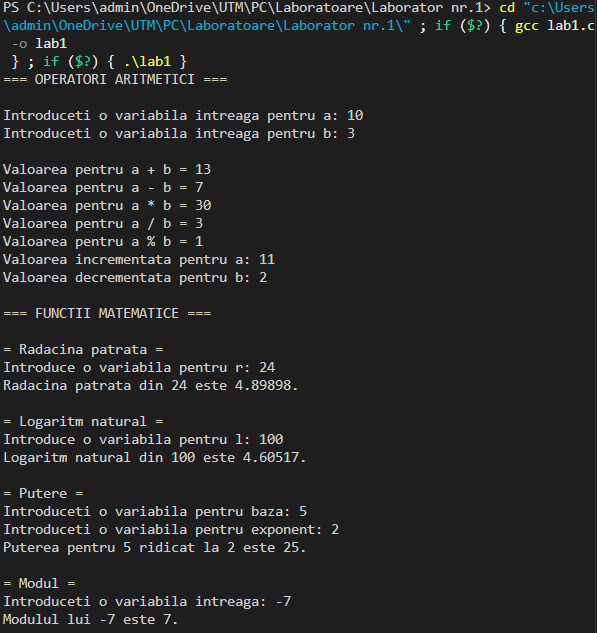 PS C:\Users\admin\OneDrive\UTM\PC\Laboratoare\Laborator nr.1> cd "c:\Users
\admin\OneDrive\UTM\PC\Laboratoare\Laborator nr.1\" ; if ($?) { gcc lab1.c
-o lab1
} ; if ($?) { .\lab1 }
=== OPERATORI ARITMETICI ===
Introduceti o variabila intreaga pentru a: 10
Introduceti o variabila intreaga pentru b: 3
Valoarea pentru a + b = 13
Valoarea pentru a - b = 7
Valoarea pentru a * b = 30
Valoarea pentru a / b = 3
Valoarea pentru a % b = 1
Valoarea incrementata pentru a: 11
Valoarea decrementata pentru b: 2
=== FUNCTII MATEMATICE ===
= Radacina patrata =
Introduce o variabila pentru r: 24
Radacina patrata din 24 este 4.89898.
= Logaritm natural =
Introduce o variabila pentru l: 100
Logaritm natural din 100 este 4.60517.
= Putere =
Introduceti o variabila pentru baza: 5
Introduceti o variabila pentru exponent: 2
Puterea pentru 5 ridicat la 2 este 25.
= Modul =
Introduceti o variabila intreaga: -7
Modulul lui -7 este 7.